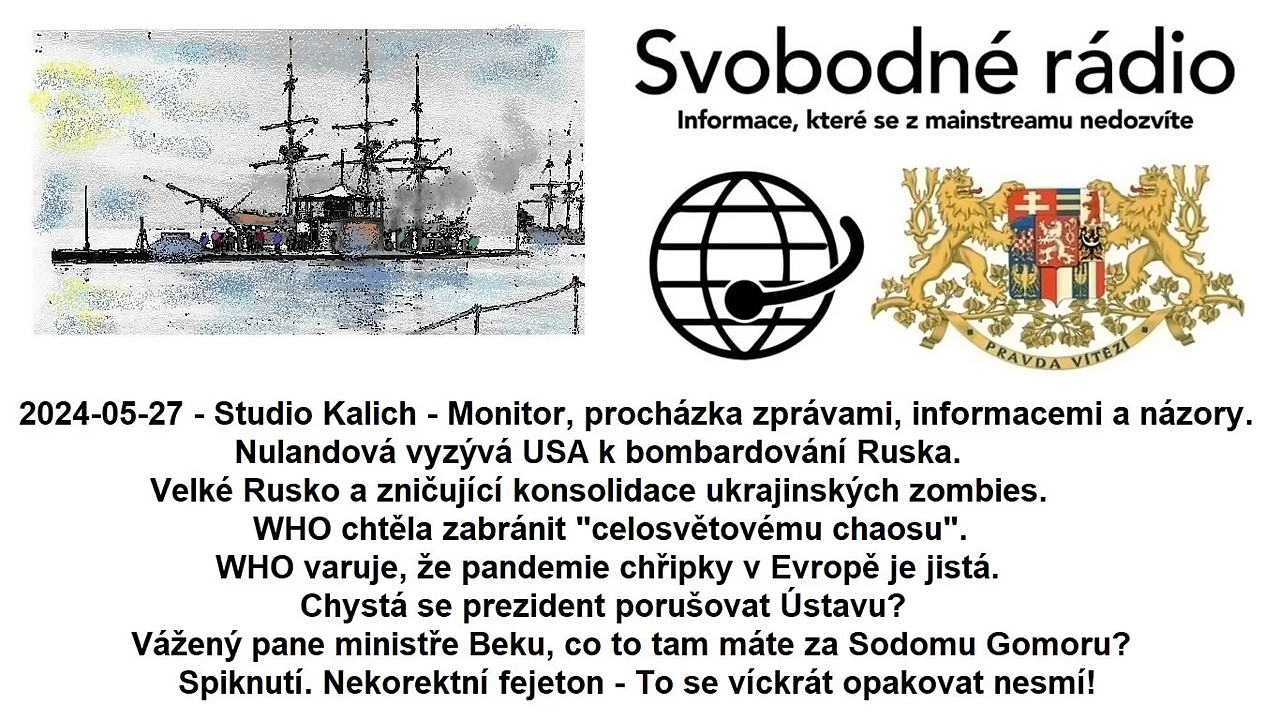 Svobodné rádio
Informace, které se z mainstreamu nedozvíte
PRAVDA VÍTĚZÍ
2024-05-27 - Studio Kalich - Monitor, procházka zprávami, informacemi a názory.
Nulandová vyzývá USA k bombardování Ruska.
Velké Rusko a zničující konsolidace ukrajinských zombies.
WHO chtěla zabránit "celosvětovému chaosu".
WHO varuje, že pandemie chřipky v Evropě je jistá.
Chystá se prezident porušovat Ústavu?
Vážený pane ministře Beku, co to tam máte za Sodomu Gomoru?
Spiknutí. Nekorektní fejeton - To se víckrát opakovat nesmí!